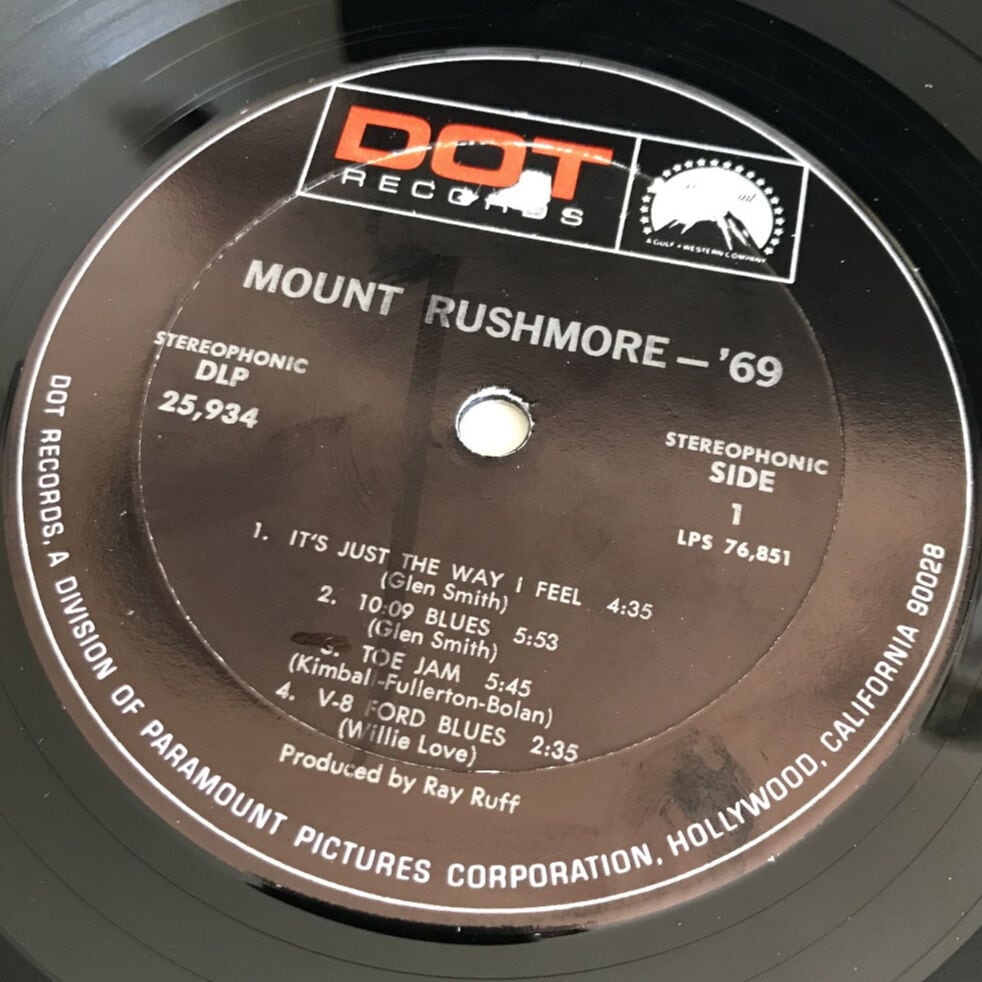 DOT
RECORDS
A GULF + WESTERN COMPANY
MOUNT RUSHMORE — '69
STEREOPHONIC
DLP
25,934
STEREOPHONIC
SIDE
1
LPS 76,851
1. IT'S JUST THE WAY I FEEL 4:35
(Glen Smith)
2. 10:09 BLUES 5:53
(Glen Smith)
3. TOE JAM 5:45
(Kimball-Fullerton-Bolan)
4. V-8 FORD BLUES 2:35
(Willie Love)
Produced by Ray Ruff
DOT RECORDS, A DIVISION OF PARAMOUNT PICTURES CORPORATION, HOLLYWOOD, CALIFORNIA 90028